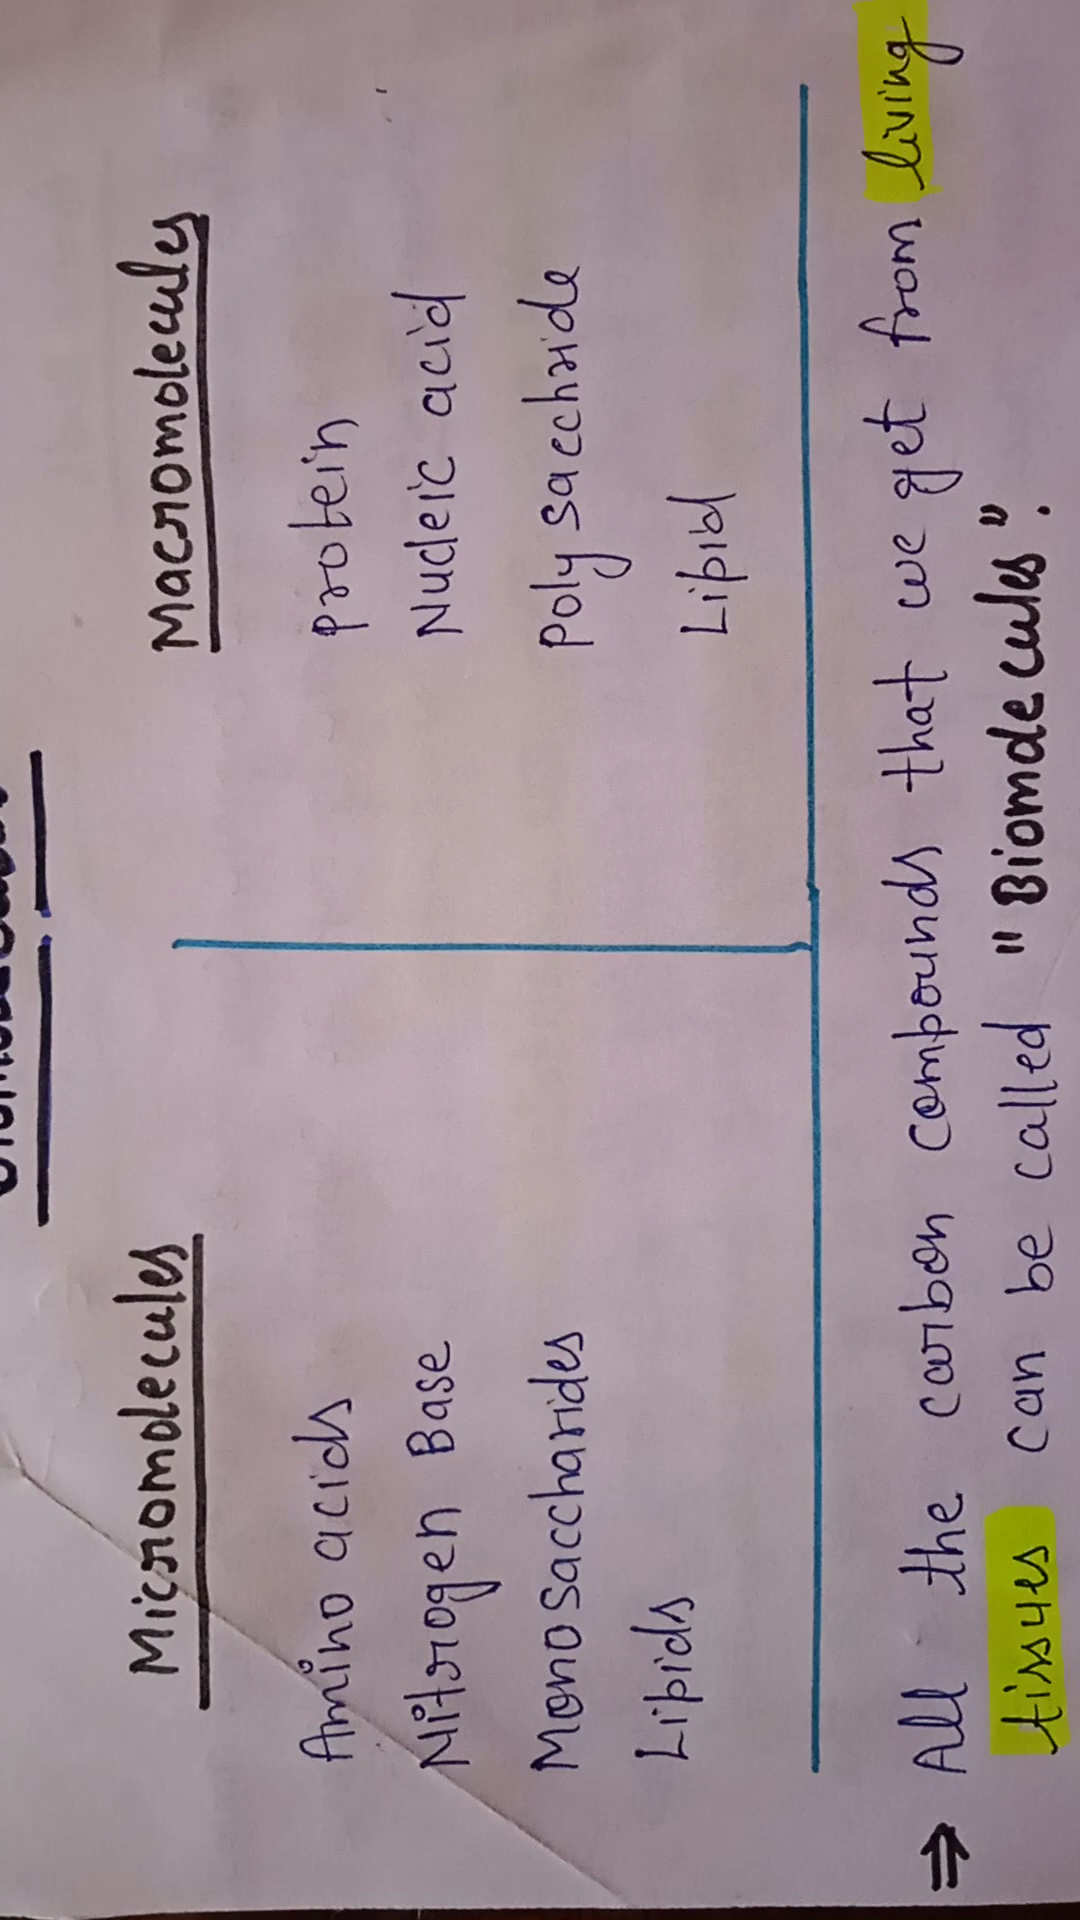 Micromolecules Macromolecules
Amino acids Protein
Nitrogen Base Nucleic acid
Monosaccharides Polysacchride
Lipids Lipid
⇒ All the carbon compounds that we get from living
tissues can be called "Biomolecules".